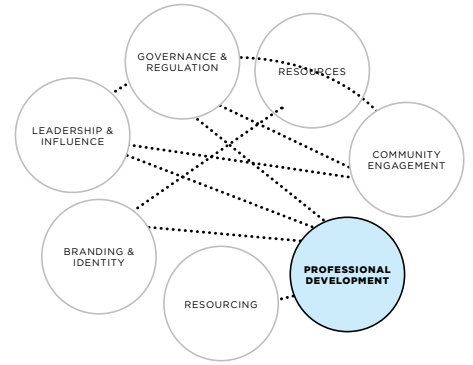 GOVERNANCE &
REGULATION
RESOURCES
LEADERSHIP &
INFLUENCE
COMMUNITY
ENGAGEMENT
BRANDING &
IDENTITY
PROFESSIONAL
DEVELOPMENT
RESOURCING